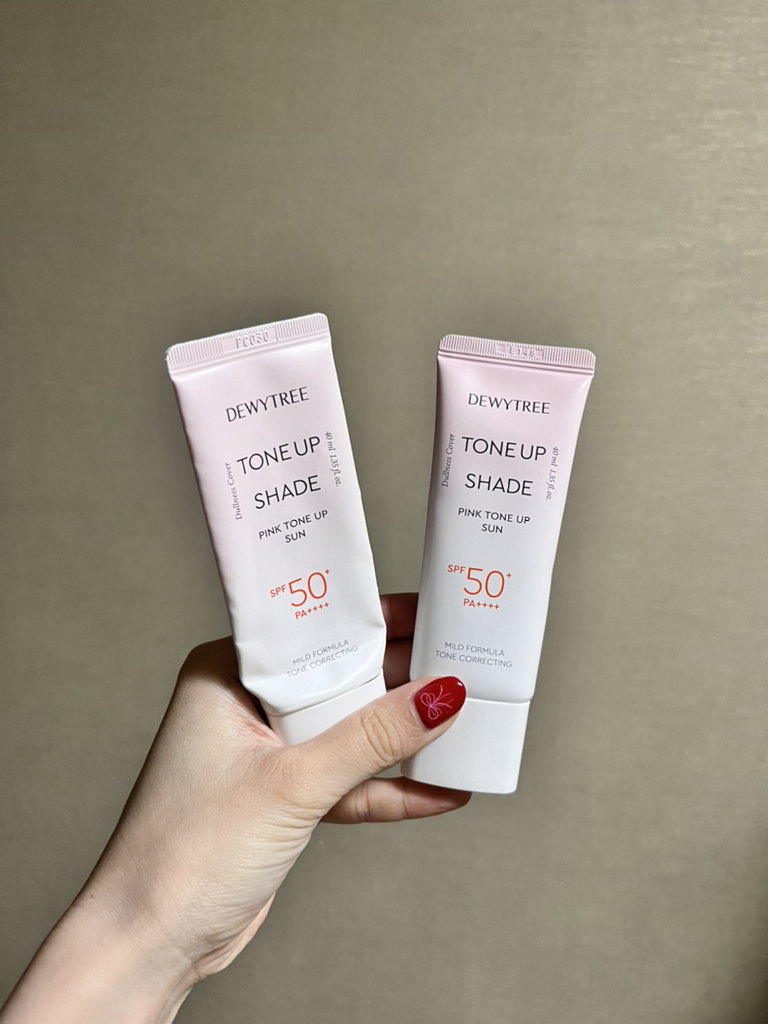 FC030
DEWYTREE
TONE UP
SHADE
PINK TONE UP
SUN
Dullness Cover
40 ml 1.35 fl. oz.
SPF 50+
PA++++
MILD FORMULA
TONE CORRECTING
DEWYTREE
TONE UP
SHADE
PINK TONE UP
SUN
Dullness Cover
40 ml 1.35 fl. oz.
SPF 50+
PA++++
MILD FORMULA
TONE CORRECTING